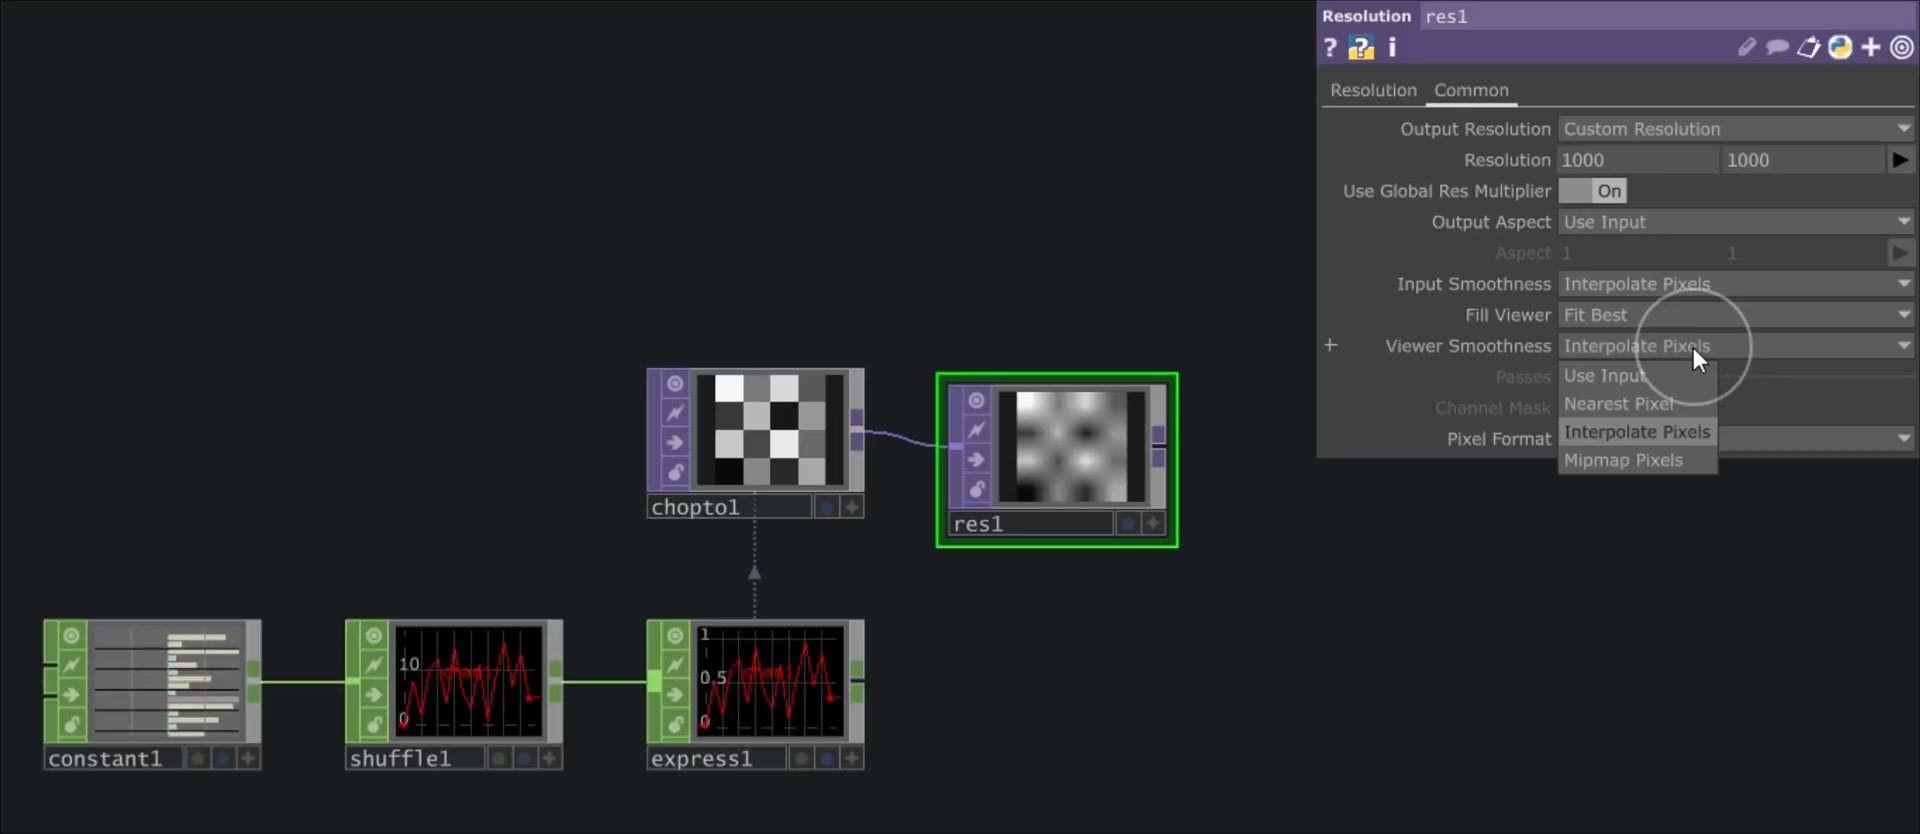 Resolution res1
? ? i
Resolution Common
Output Resolution Custom Resolution
Resolution 1000 1000
Use Global Res Multiplier On
Output Aspect Use Input
Aspect 1 1
Input Smoothness Interpolate Pixels
Fill Viewer Fit Best
+ Viewer Smoothness Interpolate Pixels
Passes Use Input
Channel Mask Nearest Pixel
Pixel Format Interpolate Pixels
Mipmap Pixels
chopto1
res1
10
0
1
0.5
0
constant1
shuffle1
express1